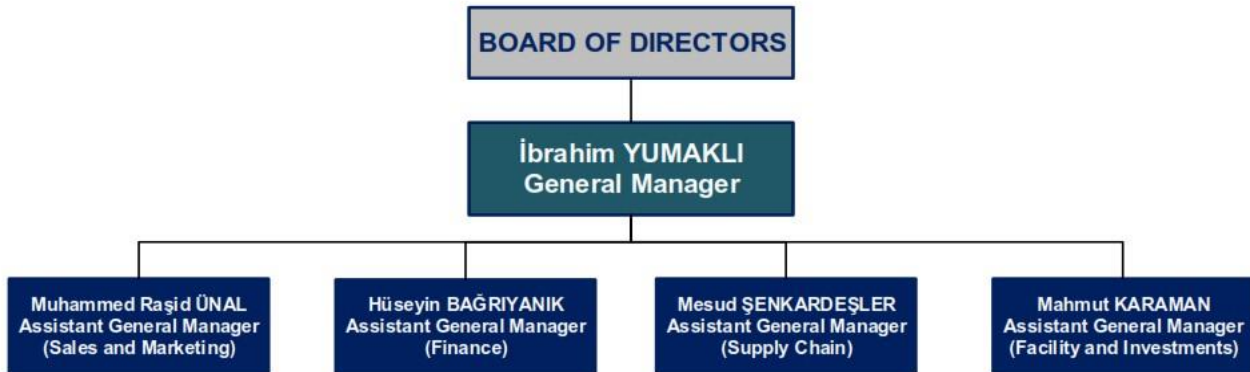 BOARD OF DIRECTORS
İbrahim YUMAKLI
General Manager
Muhammed Raşid ÜNAL
Assistant General Manager
(Sales and Marketing)
Hüseyin BAĞRIYANIK
Assistant General Manager
(Finance)
Mesud ŞENKARDEŞLER
Assistant General Manager
(Supply Chain)
Mahmut KARAMAN
Assistant General Manager
(Facility and Investments)